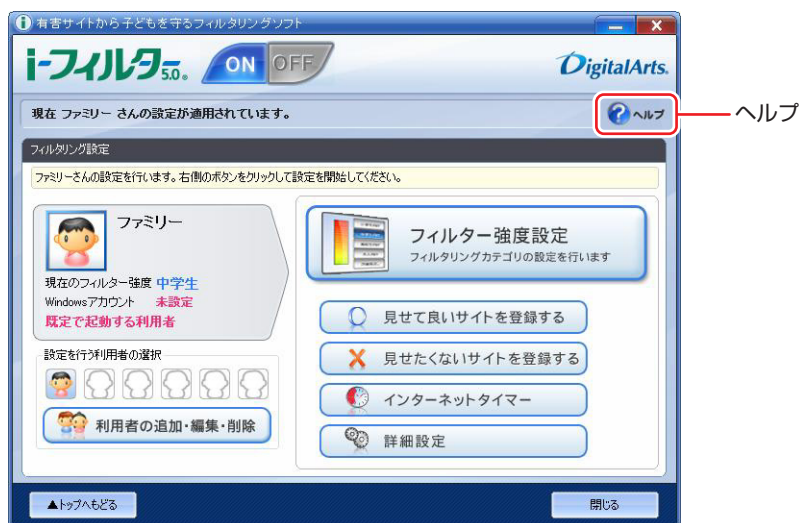 有害サイトから子どもを守るフィルタリングソフト
i-フィルター5.0. ON OFF
DigitalArts.
現在 ファミリー さんの設定が適用されています。
ヘルプ
ヘルプ
フィルタリング設定
ファミリーさんの設定を行います。右側のボタンをクリックして設定を開始してください。
ファミリー
現在のフィルター強度 中学生
Windowsアカウント 未設定
既定で起動する利用者
設定を行う利用者の選択
利用者の追加・編集・削除
フィルター強度設定
フィルタリングカテゴリの設定を行います
見せて良いサイトを登録する
見せたくないサイトを登録する
インターネットタイマー
詳細設定
▲トップへもどる
閉じる